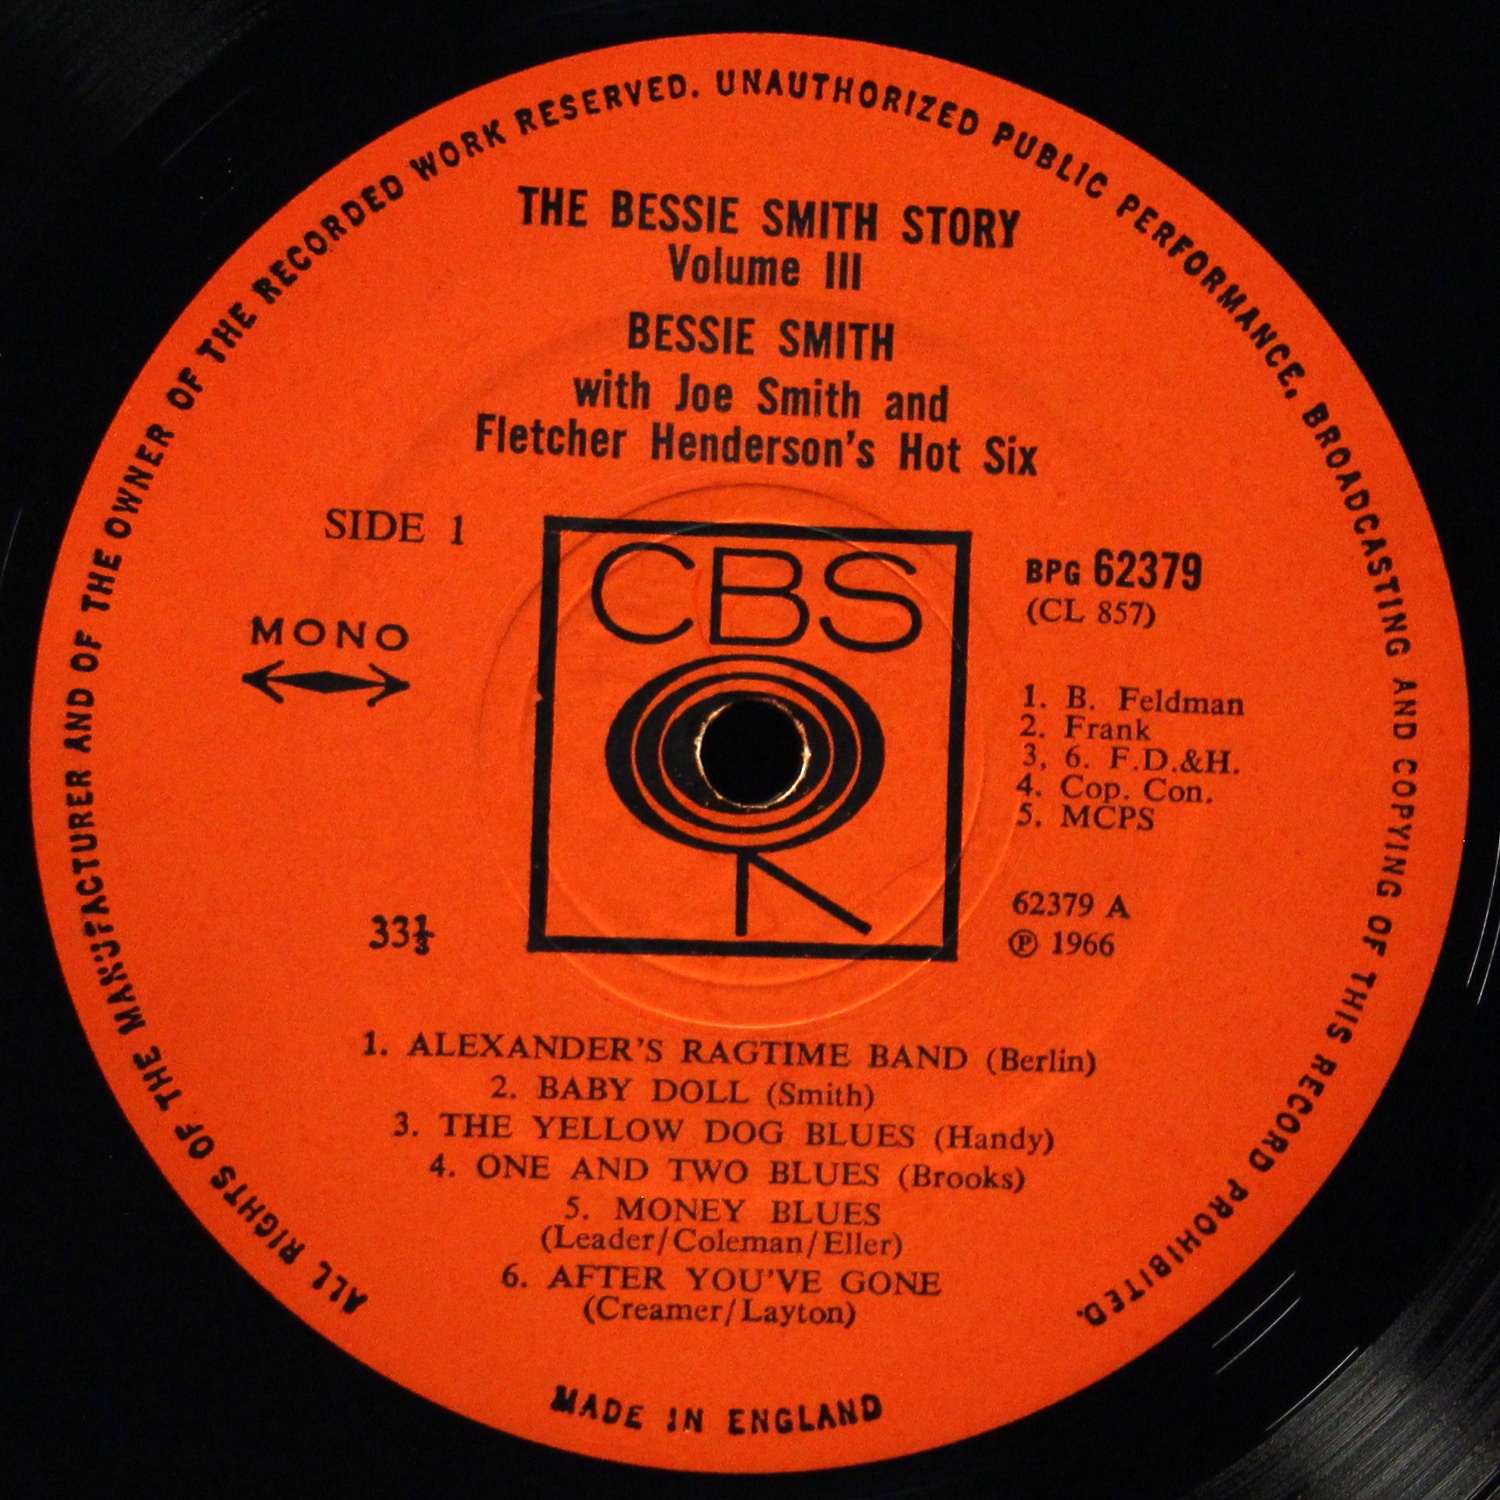 ALL RIGHTS OF THE MANUFACTURER AND OF THE OWNER OF THE RECORDED WORK RESERVED. UNAUTHORIZED PUBLIC PERFORMANCE, BROADCASTING AND COPYING OF THIS RECORD PROHIBITED.
THE BESSIE SMITH STORY
Volume III
BESSIE SMITH
with Joe Smith and
Fletcher Henderson's Hot Six
SIDE 1
MONO
33⅓
CBS
BPG 62379
(CL 857)
1. B. Feldman
2. Frank
3, 6. F.D.&H.
4. Cop. Con.
5. MCPS
62379 A
℗ 1966
1. ALEXANDER'S RAGTIME BAND (Berlin)
2. BABY DOLL (Smith)
3. THE YELLOW DOG BLUES (Handy)
4. ONE AND TWO BLUES (Brooks)
5. MONEY BLUES
(Leader/Coleman/Eller)
6. AFTER YOU'VE GONE
(Creamer/Layton)
MADE IN ENGLAND